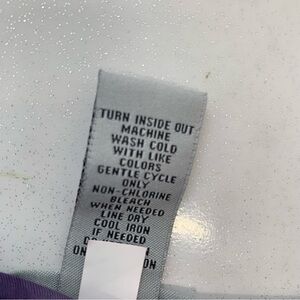 TURN INSIDE OUT
MACHINE
WASH COLD
WITH LIKE
COLORS
GENTLE CYCLE
ONLY
NON-CHLORINE
BLEACH
WHEN NEEDED
LINE DRY
COOL IRON
IF NEEDED